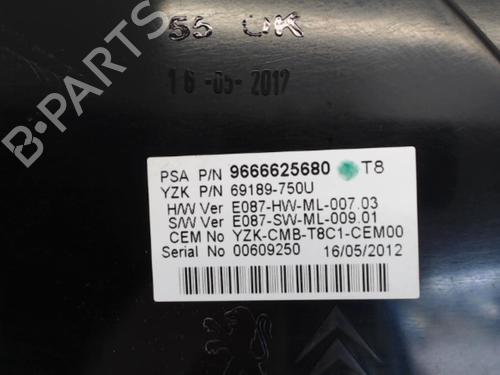 55 UK
16-05-2012
PSA P/N 9666625680 T8
YZK P/N 69189-750U
H/W Ver E087-HW-ML-007.03
S/W Ver E087-SW-ML-009.01
CEM No YZK-CMB-T8C1-CEM00
Serial No 00609250 16/05/2012